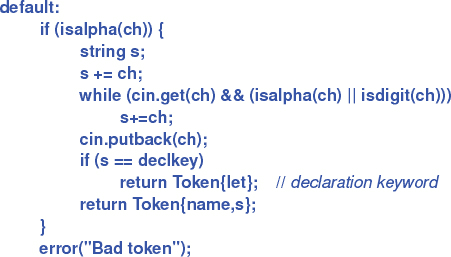 default:
if (isalpha(ch)) {
string s;
s += ch;
while (cin.get(ch) && (isalpha(ch) || isdigit(ch)))
s+=ch;
cin.putback(ch);
if (s == declkey)
return Token{let}; // declaration keyword
return Token{name,s};
}
error("Bad token");